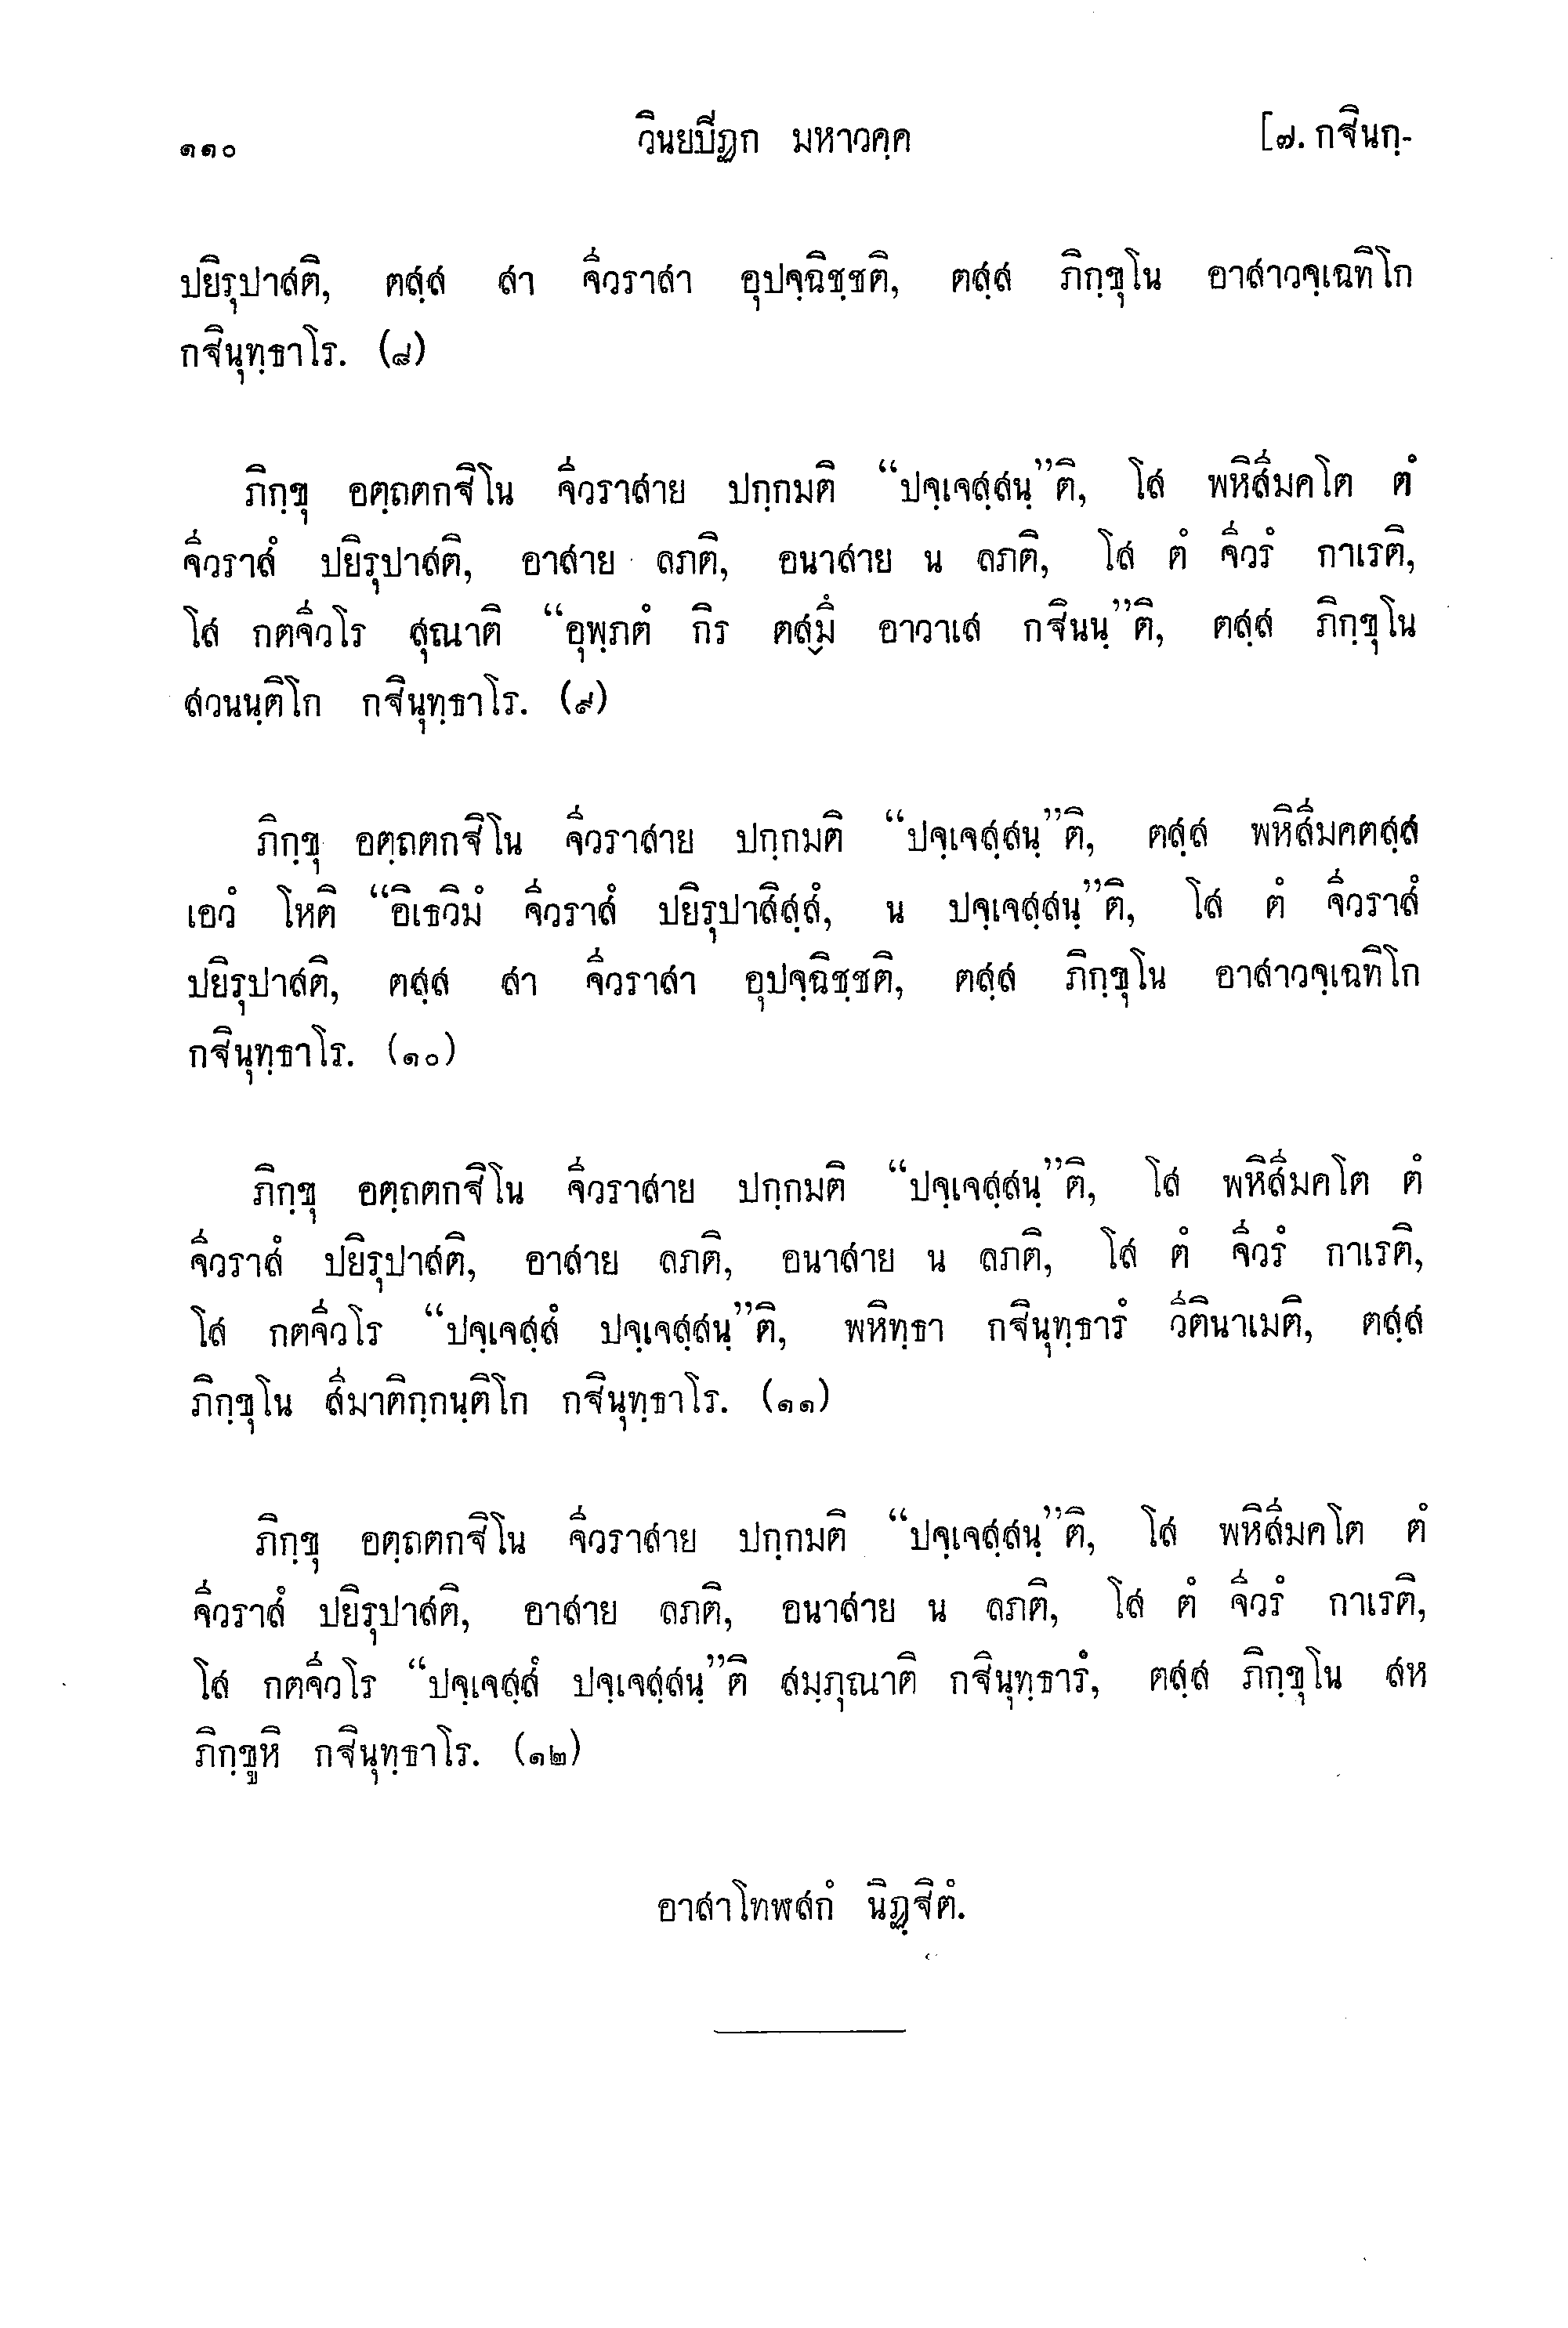 ๑๑๐ วินยปิฏก มหาวคฺค [๗. กฐินกฺ-
ปยิรุปาสติ, ตสฺส สา จีวราสา อุปจฺฉิชฺชติ, ตสฺส ภิกฺขุโน อาสาวจฺเฉทิโก
กฐินุทฺธาโร. (๘)
ภิกฺขุ อตฺถตกฐิโน จีวราสาย ปกฺกมติ “ปจฺเจสฺสนฺ”ติ, โส พหิสีมคโต ตํ
จีวราสํ ปยิรุปาสติ, อาสาย ลภติ, อนาสาย น ลภติ, โส ตํ จีวรํ กาเรติ,
โส กตจีวโร สุณาติ “อุพฺภตํ กิร ตสฺมึ อาวาเส กฐินนฺ”ติ, ตสฺส ภิกฺขุโน
สวนนฺติโก กฐินุทฺธาโร. (๙)
ภิกฺขุ อตฺถตกฐิโน จีวราสาย ปกฺกมติ “ปจฺเจสฺสนฺ”ติ, ตสฺส พหิสีมคตสฺส
เอวํ โหติ “อิเธวิมํ จีวราสํ ปยิรุปาสิสฺสํ, น ปจฺเจสฺสนฺ”ติ, โส ตํ จีวราสํ
ปยิรุปาสติ, ตสฺส สา จีวราสา อุปจฺฉิชฺชติ, ตสฺส ภิกฺขุโน อาสาวจฺเฉทิโก
กฐินุทฺธาโร. (๑๐)
ภิกฺขุ อตฺถตกฐิโน จีวราสาย ปกฺกมติ “ปจฺเจสฺสนฺ”ติ, โส พหิสีมคโต ตํ
จีวราสํ ปยิรุปาสติ, อาสาย ลภติ, อนาสาย น ลภติ, โส ตํ จีวรํ กาเรติ,
โส กตจีวโร “ปจฺเจสฺสํ ปจฺเจสฺสนฺ”ติ, พหิทฺธา กฐินุทฺธารํ วีตินาเมติ, ตสฺส
ภิกฺขุโน สีมาติกฺกนฺติโก กฐินุทฺธาโร. (๑๑)
ภิกฺขุ อตฺถตกฐิโน จีวราสาย ปกฺกมติ “ปจฺเจสฺสนฺ”ติ, โส พหิสีมคโต ตํ
จีวราสํ ปยิรุปาสติ, อาสาย ลภติ, อนาสาย น ลภติ, โส ตํ จีวรํ กาเรติ,
โส กตจีวโร “ปจฺเจสฺสํ ปจฺเจสฺสนฺ”ติ สมฺภุณาติ กฐินุทฺธารํ, ตสฺส ภิกฺขุโน สห
ภิกฺขูหิ กฐินุทฺธาโร. (๑๒)
อาสาโทฬสกํ นิฏฺฐิตํ.